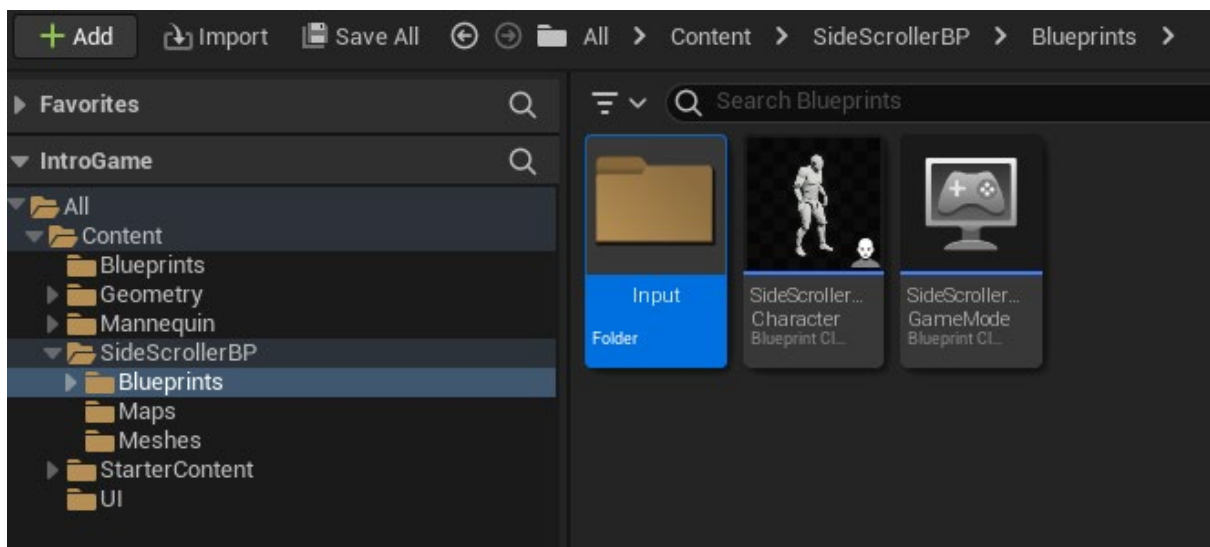 Add Import Save All All > Content > SideScrollerBP > Blueprints >
Favorites
IntroGame
All
Content
Blueprints
Geometry
Mannequin
SideScrollerBP
Blueprints
Maps
Meshes
StarterContent
UI
Search Blueprints
Input
Folder
SideScroller...
Character
Blueprint Cl...
SideScroller...
GameMode
Blueprint Cl...